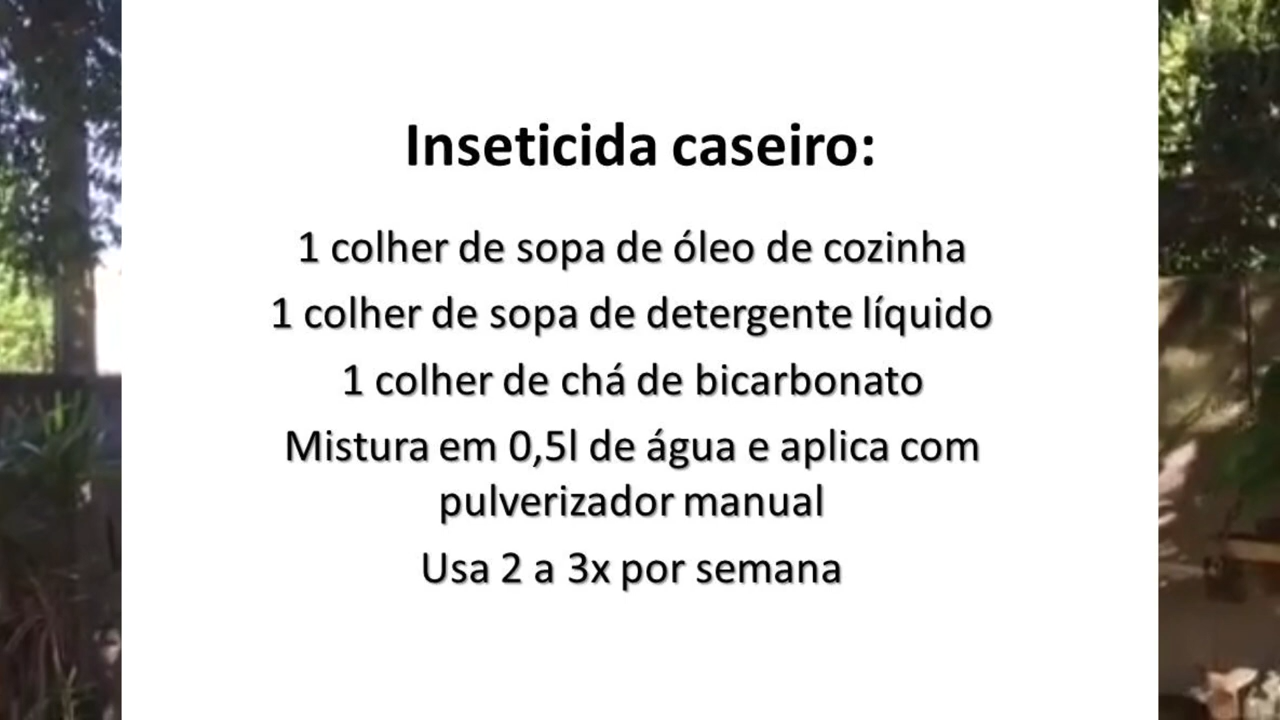 Inseticida caseiro:
1 colher de sopa de óleo de cozinha
1 colher de sopa de detergente líquido
1 colher de chá de bicarbonato
Mistura em 0,5l de água e aplica com
pulverizador manual
Usa 2 a 3x por semana